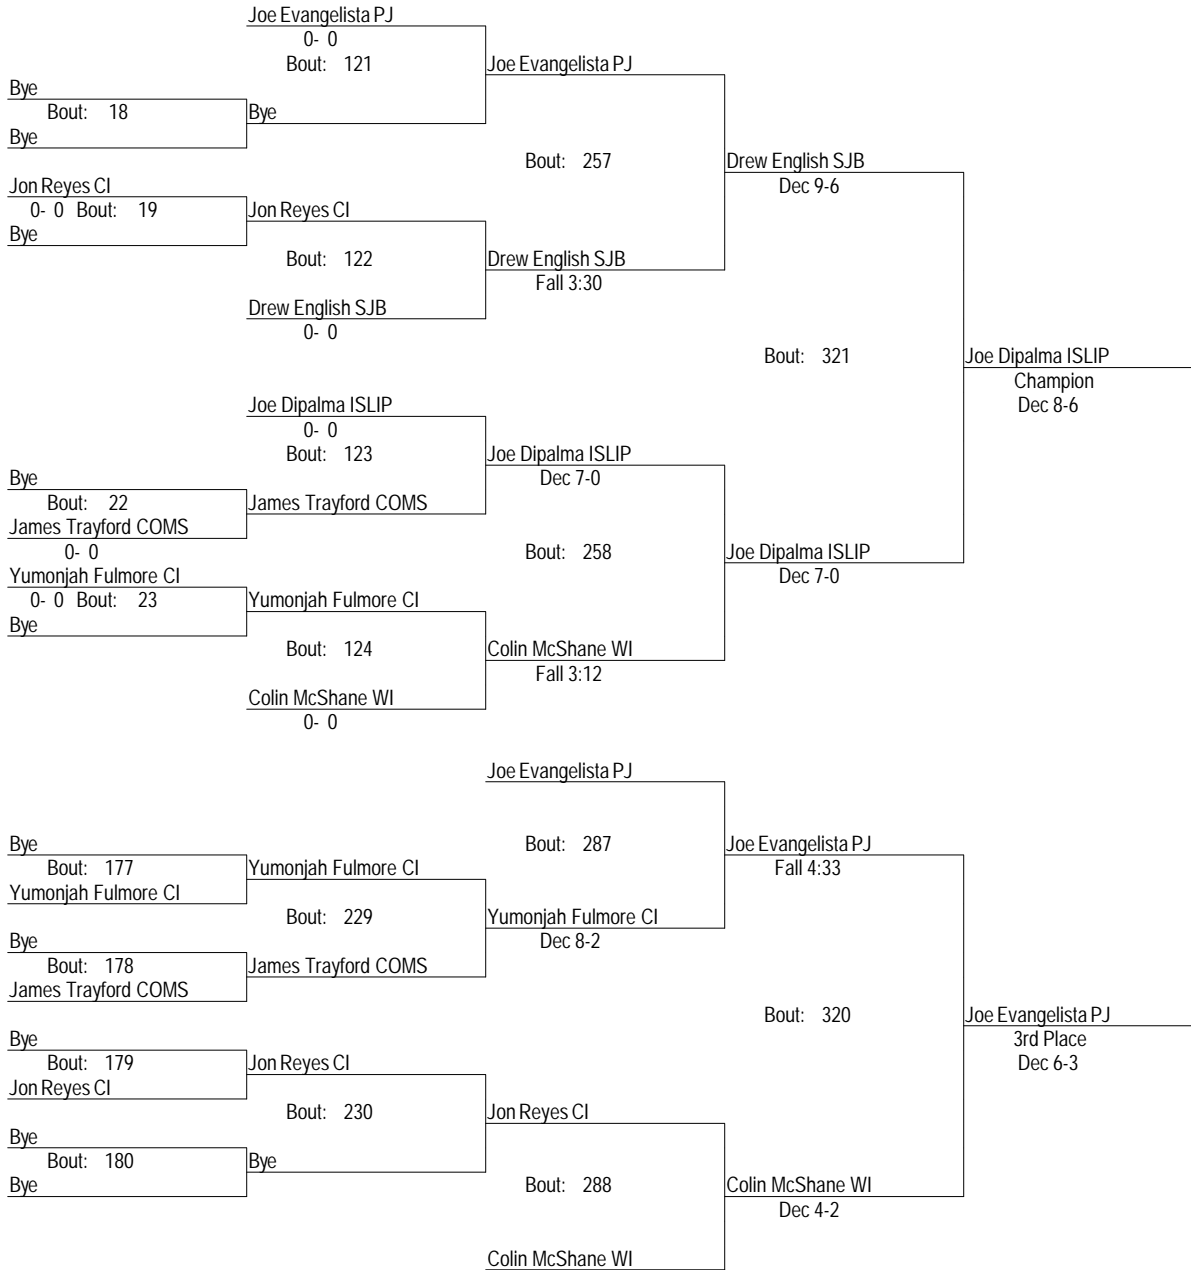 Joe Evangelista PJ
0- 0
Bout: 121
Joe Evangelista PJ
Bye
Bout: 18
Bye
Bye
Bout: 257
Drew English SJB
Dec 9-6
Jon Reyes CI
0- 0 Bout: 19
Jon Reyes CI
Bye
Bout: 122
Drew English SJB
Fall 3:30
Drew English SJB
0- 0
Bout: 321
Joe Dipalma ISLIP
Champion
Dec 8-6
Joe Dipalma ISLIP
0- 0
Bout: 123
Joe Dipalma ISLIP
Dec 7-0
Bye
Bout: 22
James Trayford COMS
James Trayford COMS
0- 0
Bout: 258
Joe Dipalma ISLIP
Dec 7-0
Yumonjah Fulmore CI
0- 0 Bout: 23
Yumonjah Fulmore CI
Bye
Bout: 124
Colin McShane WI
Fall 3:12
Colin McShane WI
0- 0
Joe Evangelista PJ
Bout: 287
Joe Evangelista PJ
Fall 4:33
Bye
Bout: 177
Yumonjah Fulmore CI
Yumonjah Fulmore CI
Bout: 229
Yumonjah Fulmore CI
Dec 8-2
Bye
Bout: 178
James Trayford COMS
James Trayford COMS
Bout: 320
Joe Evangelista PJ
3rd Place
Dec 6-3
Bye
Bout: 179
Jon Reyes CI
Jon Reyes CI
Bout: 230
Jon Reyes CI
Bye
Bout: 180
Bye
Bye
Bout: 288
Colin McShane WI
Dec 4-2
Colin McShane WI